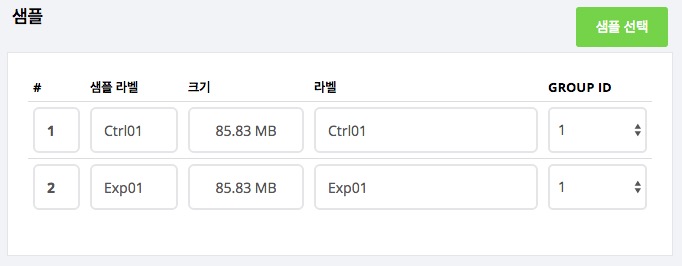 샘플
샘플 선택
# 샘플 라벨 크기 라벨 GROUP ID
1 Ctrl01 85.83 MB Ctrl01 1
2 Exp01 85.83 MB Exp01 1